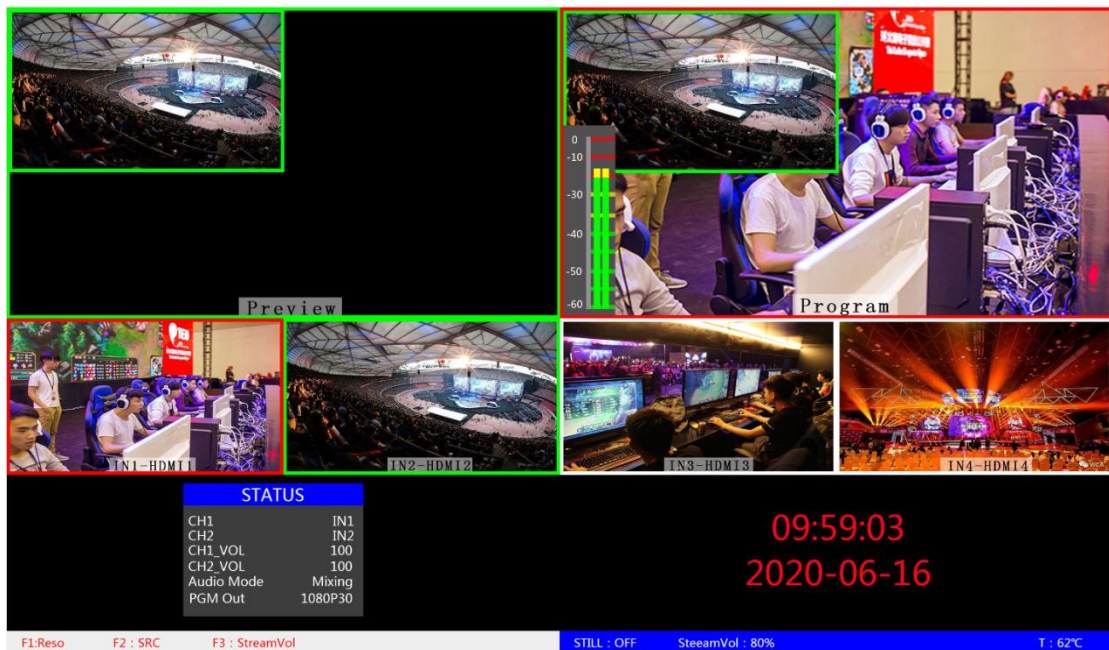 0
-10
-30
-40
-50
-60
Preview
Program
IN1-HDMI1
IN2-HDMI2
IN3-HDMI3
IN4-HDMI4
STATUS
CH1 IN1
CH2 IN2
CH1_VOL 100
CH2_VOL 100
Audio Mode Mixing
PGM Out 1080P30
09:59:03
2020-06-16
F1:Reso F2 : SRC F3 : StreamVol STILL : OFF SteeamVol : 80% T : 62℃